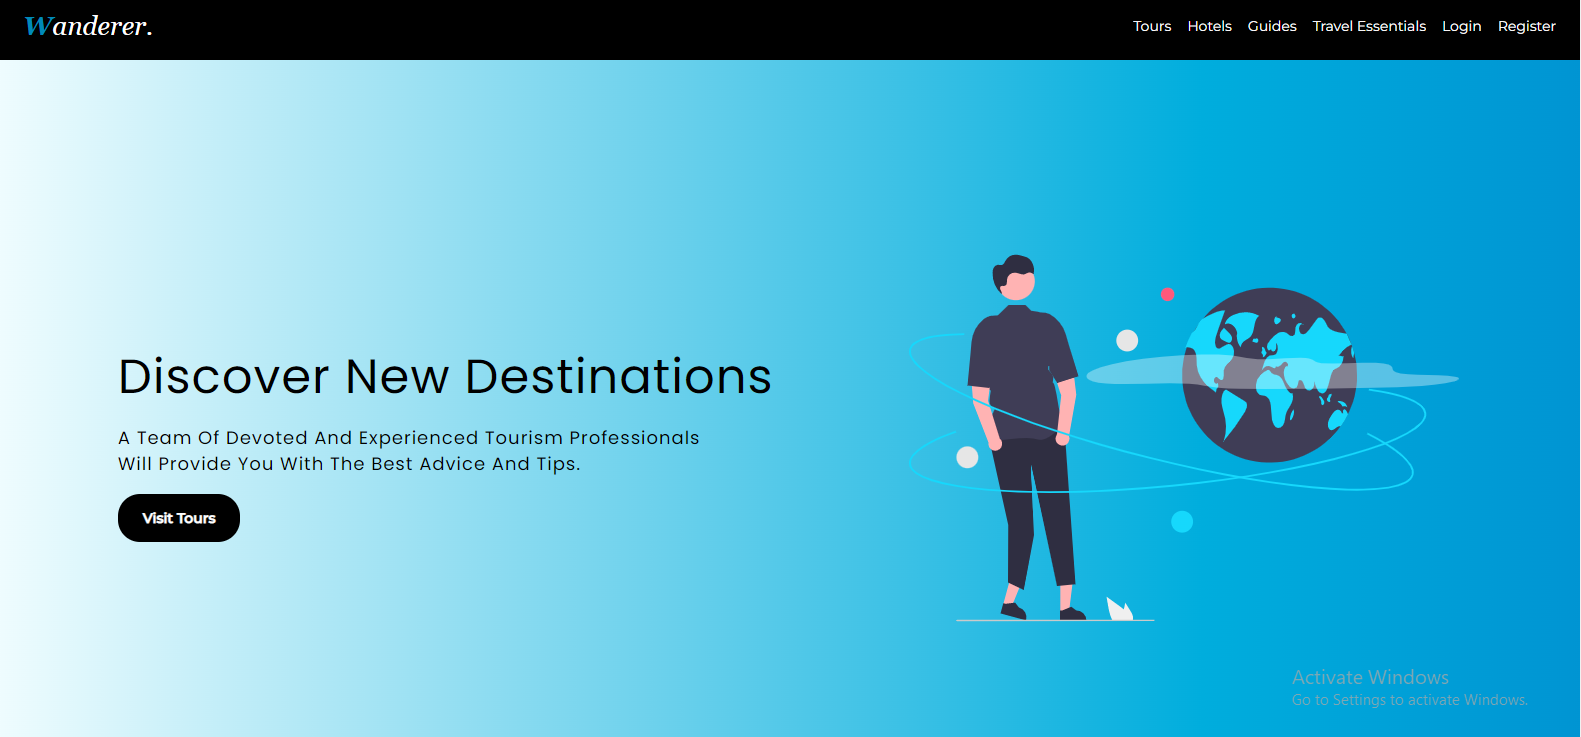 Wanderer.
Tours Hotels Guides Travel Essentials Login Register
Discover New Destinations
A Team Of Devoted And Experienced Tourism Professionals
Will Provide You With The Best Advice And Tips.
Visit Tours
Activate Windows
Go to Settings to activate Windows.